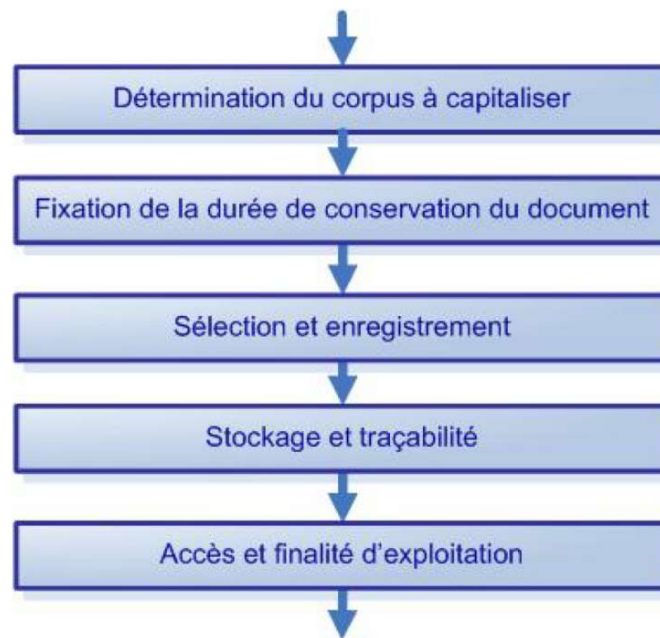 Détermination du corpus à capitaliser
Fixation de la durée de conservation du document
Sélection et enregistrement
Stockage et traçabilité
Accès et finalité d'exploitation